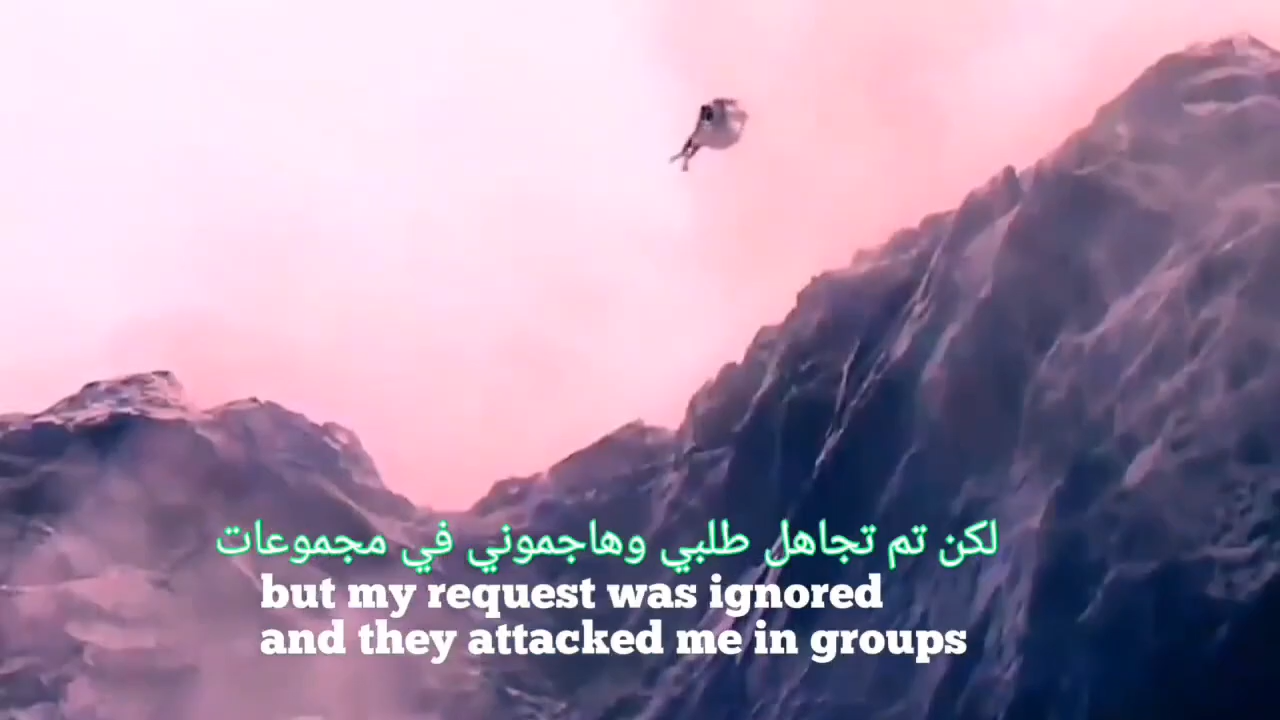 لكن تم تجاهل طلبي وهاجموني في مجموعات
but my request was ignored
and they attacked me in groups